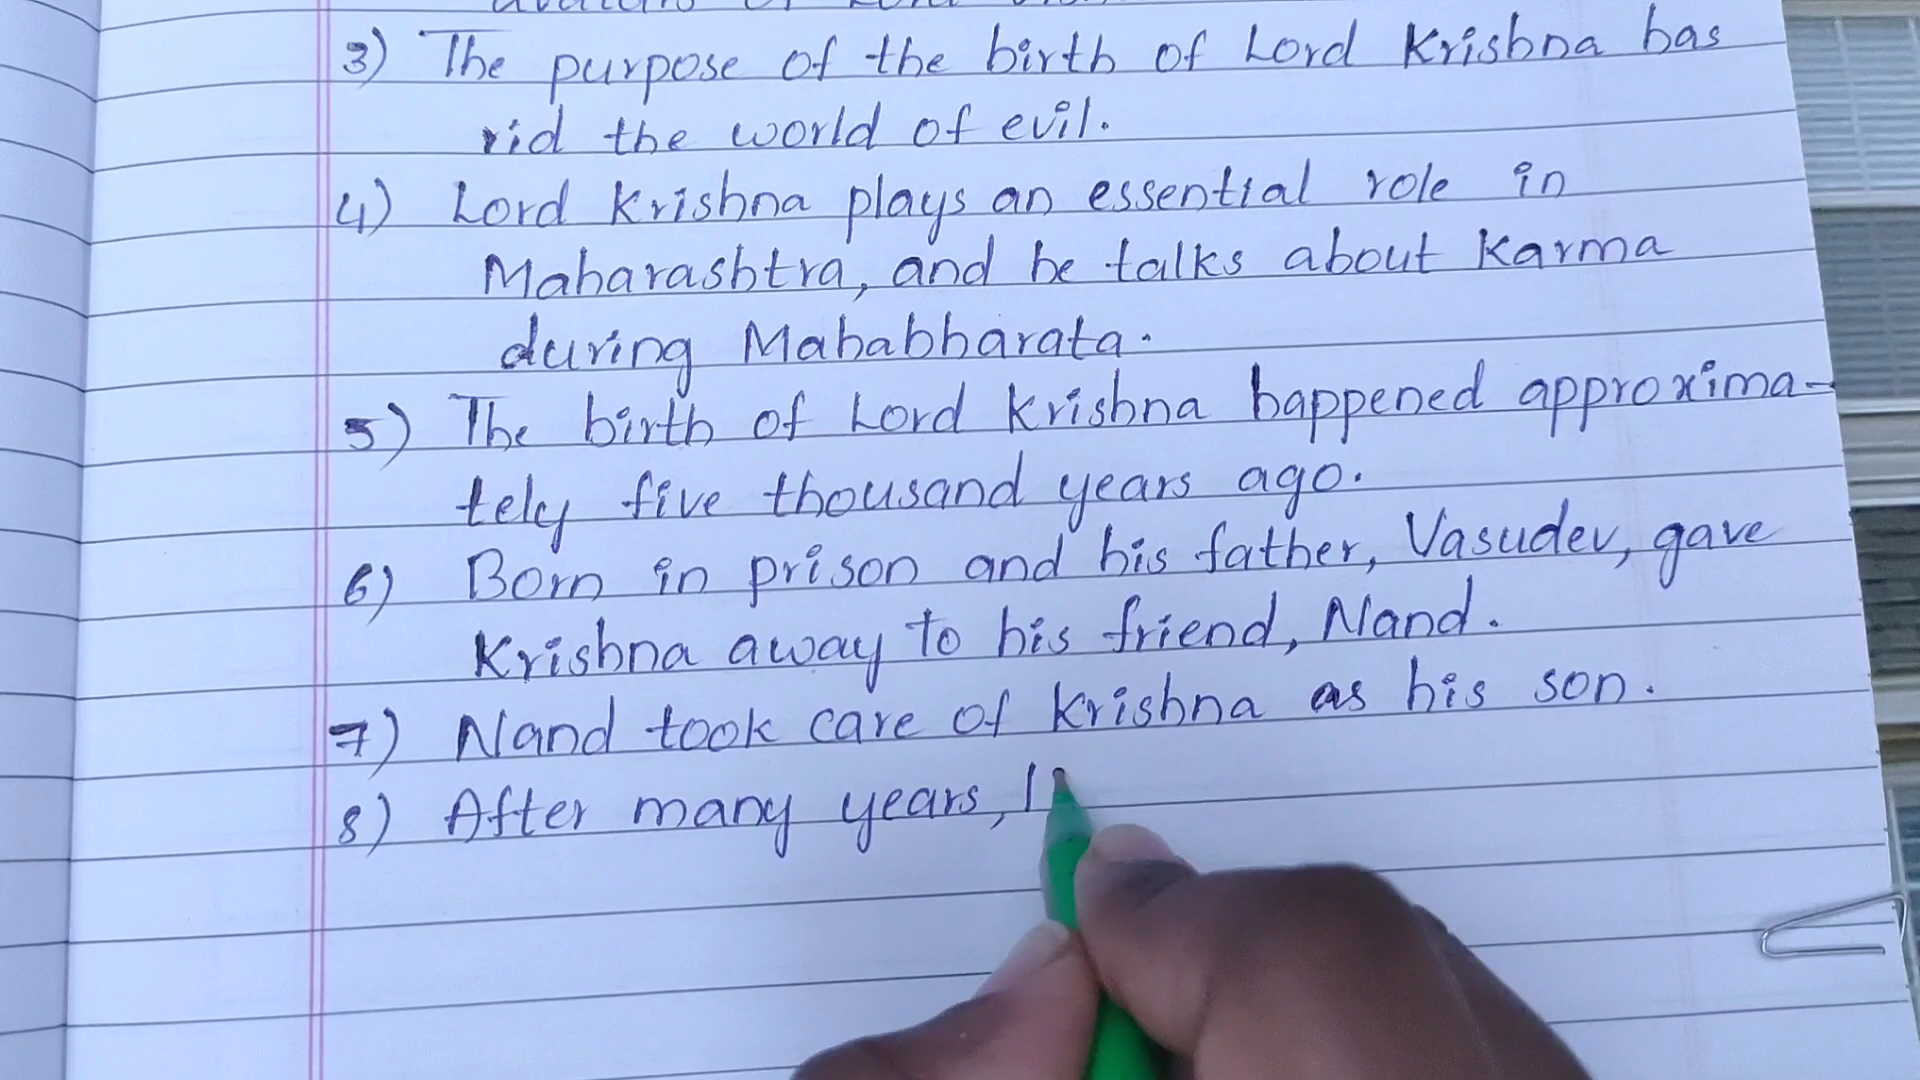 3) The purpose of the birth of Lord Krishna has
rid the world of evil.
4) Lord Krishna plays an essential role in
Maharashtra, and he talks about Karma
during Mahabharata.
5) The birth of Lord Krishna happened approxima-
tely five thousand years ago.
6) Born in prison and his father, Vasudev, gave
Krishna away to his friend, Nand.
7) Nand took care of Krishna as his son.
8) After many years,